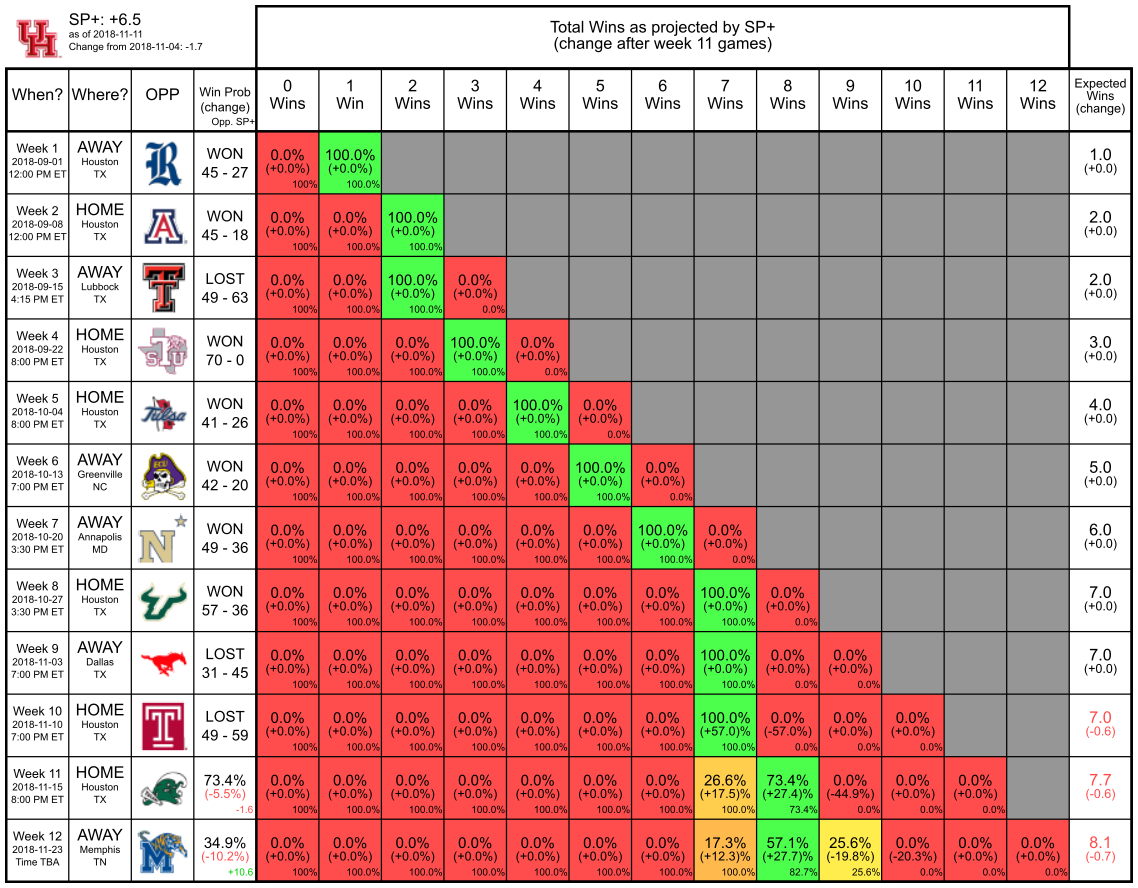 SP+: +6.5
as of 2018-11-11
Change from 2018-11-04: -1.7
UH
Total Wins as projected by SP+
(change after week 11 games)
When? Where? OPP Win Prob (change) Opp. SP+ 0 Wins 1 Win 2 Wins 3 Wins 4 Wins 5 Wins 6 Wins 7 Wins 8 Wins 9 Wins 10 Wins 11 Wins 12 Wins Expected Wins (change)
Week 1 AWAY R WON 0.0% 100.0% 1.0
2018-09-01 Houston 45 - 27 (+0.0%) (+0.0%) (+0.0)
12:00 PM ET TX 100% 100.0%
Week 2 HOME A WON 0.0% 0.0% 100.0% 2.0
2018-09-08 Houston 45 - 18 (+0.0%) (+0.0%) (+0.0%) (+0.0)
12:00 PM ET TX 100% 100.0% 100.0%
Week 3 AWAY T LOST 0.0% 0.0% 100.0% 0.0% 2.0
2018-09-15 Lubbock 49 - 63 (+0.0%) (+0.0%) (+0.0%) (+0.0%) (+0.0)
4:15 PM ET TX 100% 100.0% 100.0% 0.0%
Week 4 HOME STU WON 0.0% 0.0% 0.0% 100.0% 0.0% 3.0
2018-09-22 Houston 70 - 0 (+0.0%) (+0.0%) (+0.0%) (+0.0%) (+0.0%) (+0.0)
8:00 PM ET TX 100% 100.0% 100.0% 100.0% 0.0%
Week 5 HOME Tulsa WON 0.0% 0.0% 0.0% 0.0% 100.0% 0.0% 4.0
2018-10-04 Houston 41 - 26 (+0.0%) (+0.0%) (+0.0%) (+0.0%) (+0.0%) (+0.0%) (+0.0)
8:00 PM ET TX 100% 100.0% 100.0% 100.0% 100.0% 0.0%
Week 6 AWAY ECU WON 0.0% 0.0% 0.0% 0.0% 0.0% 100.0% 0.0% 5.0
2018-10-13 Greenville 42 - 20 (+0.0%) (+0.0%) (+0.0%) (+0.0%) (+0.0%) (+0.0%) (+0.0%) (+0.0)
7:00 PM ET NC 100% 100.0% 100.0% 100.0% 100.0% 100.0% 0.0%
Week 7 AWAY N WON 0.0% 0.0% 0.0% 0.0% 0.0% 0.0% 100.0% 0.0% 6.0
2018-10-20 Annapolis 49 - 36 (+0.0%) (+0.0%) (+0.0%) (+0.0%) (+0.0%) (+0.0%) (+0.0%) (+0.0%) (+0.0)
3:30 PM ET MD 100% 100.0% 100.0% 100.0% 100.0% 100.0% 100.0% 0.0%
Week 8 HOME WON 0.0% 0.0% 0.0% 0.0% 0.0% 0.0% 0.0% 100.0% 0.0% 7.0
2018-10-27 Houston 57 - 36 (+0.0%) (+0.0%) (+0.0%) (+0.0%) (+0.0%) (+0.0%) (+0.0%) (+0.0%) (+0.0%) (+0.0)
3:30 PM ET TX 100% 100.0% 100.0% 100.0% 100.0% 100.0% 100.0% 100.0% 0.0%
Week 9 AWAY LOST 0.0% 0.0% 0.0% 0.0% 0.0% 0.0% 0.0% 100.0% 0.0% 0.0% 7.0
2018-11-03 Dallas 31 - 45 (+0.0%) (+0.0%) (+0.0%) (+0.0%) (+0.0%) (+0.0%) (+0.0%) (+0.0%) (+0.0%) (+0.0%) (+0.0)
7:00 PM ET TX 100% 100.0% 100.0% 100.0% 100.0% 100.0% 100.0% 100.0% 0.0% 0.0%
Week 10 HOME T LOST 0.0% 0.0% 0.0% 0.0% 0.0% 0.0% 0.0% 100.0% 0.0% 0.0% 0.0% 7.0
2018-11-10 Houston 49 - 59 (+0.0%) (+0.0%) (+0.0%) (+0.0%) (+0.0%) (+0.0%) (+0.0%) (+57.0)% (-57.0%) (+0.0%) (+0.0%) (-0.6)
7:00 PM ET TX 100% 100.0% 100.0% 100.0% 100.0% 100.0% 100.0% 100.0% 0.0% 0.0% 0.0%
Week 11 HOME 73.4% 0.0% 0.0% 0.0% 0.0% 0.0% 0.0% 0.0% 26.6% 73.4% 0.0% 0.0% 0.0% 7.7
2018-11-15 Houston (-5.5%) (+0.0%) (+0.0%) (+0.0%) (+0.0%) (+0.0%) (+0.0%) (+0.0%) (+17.5)% (+27.4)% (-44.9%) (+0.0%) (+0.0%) (-0.6)
8:00 PM ET TX -1.6 100% 100.0% 100.0% 100.0% 100.0% 100.0% 100.0% 100.0% 73.4% 0.0% 0.0% 0.0%
Week 12 AWAY M 34.9% 0.0% 0.0% 0.0% 0.0% 0.0% 0.0% 0.0% 17.3% 57.1% 25.6% 0.0% 0.0% 0.0% 8.1
2018-11-23 Memphis (-10.2%) (+0.0%) (+0.0%) (+0.0%) (+0.0%) (+0.0%) (+0.0%) (+0.0%) (+12.3)% (+27.7)% (-19.8%) (-20.3%) (+0.0%) (+0.0%) (-0.7)
Time TBA TN +10.6 100% 100.0% 100.0% 100.0% 100.0% 100.0% 100.0% 100.0% 82.7% 25.6% 0.0% 0.0% 0.0%